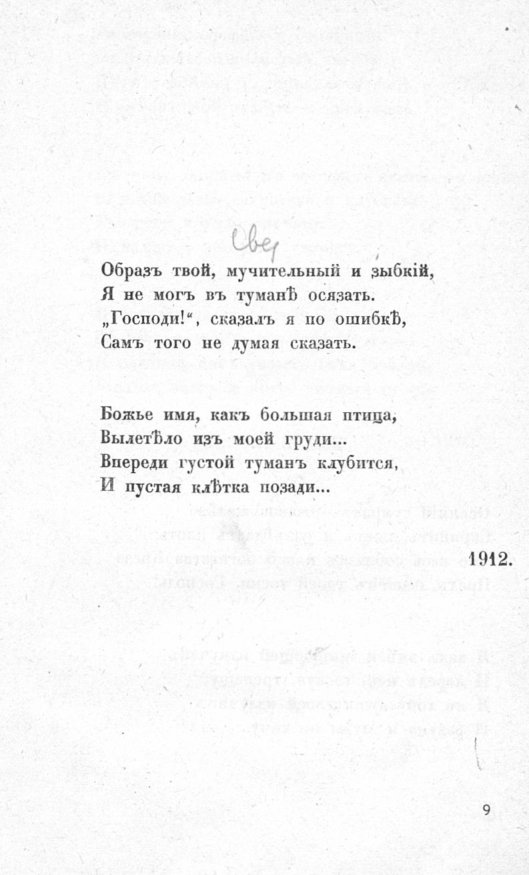 Образъ твой, мучительный и зыбкій,
Я не могъ въ туманѣ осязать.
„Господи!“, сказалъ я по ошибкѣ,
Самъ того не думая сказать.
Божье имя, какъ большая птица,
Вылетѣло изъ моей груди...
Впереди густой туманъ клубится,
И пустая клѣтка позади...
1912.
9